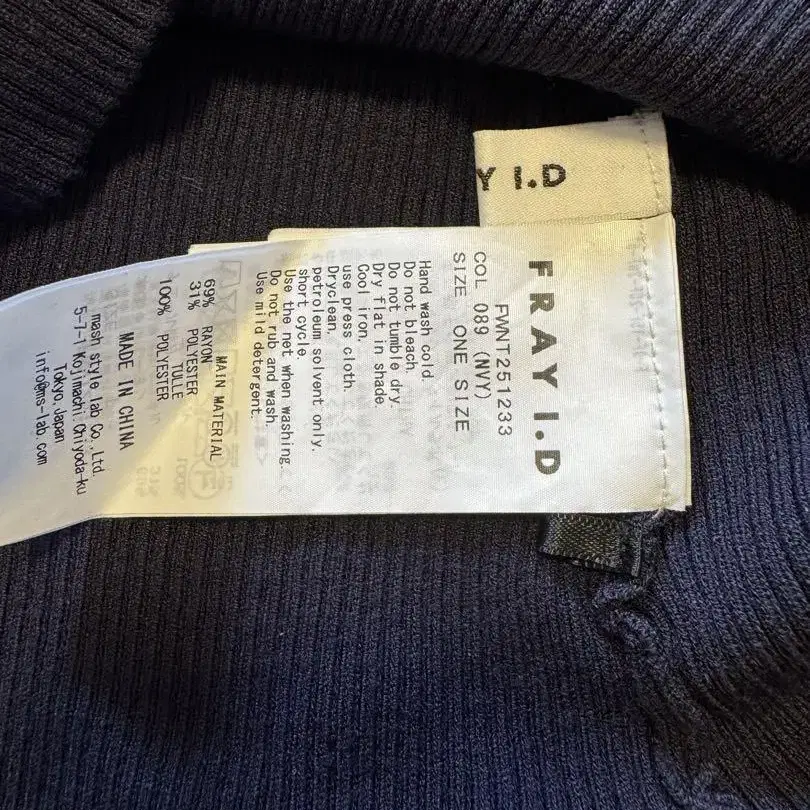 Y I.D
FRAY I.D
FWNT251233
COL 089 (NVY)
SIZE ONE SIZE
Hand wash cold.
Do not bleach.
Do not tumble dry.
Dry flat in shade.
Cool iron.
use press cloth.
Dryclean,
petroleum solvent only.
short cycle.
Use the net when washing.
Do not rub and wash.
Use mild detergent.
MAIN MATERIAL
69% RAYON
31% POLYESTER
TULLE
100% POLYESTER
MADE IN CHINA
mash style lab Co., Ltd.
5-7-1 Kojimachi Chiyoda-ku
Tokyo, Japan
info@ms-lab.com